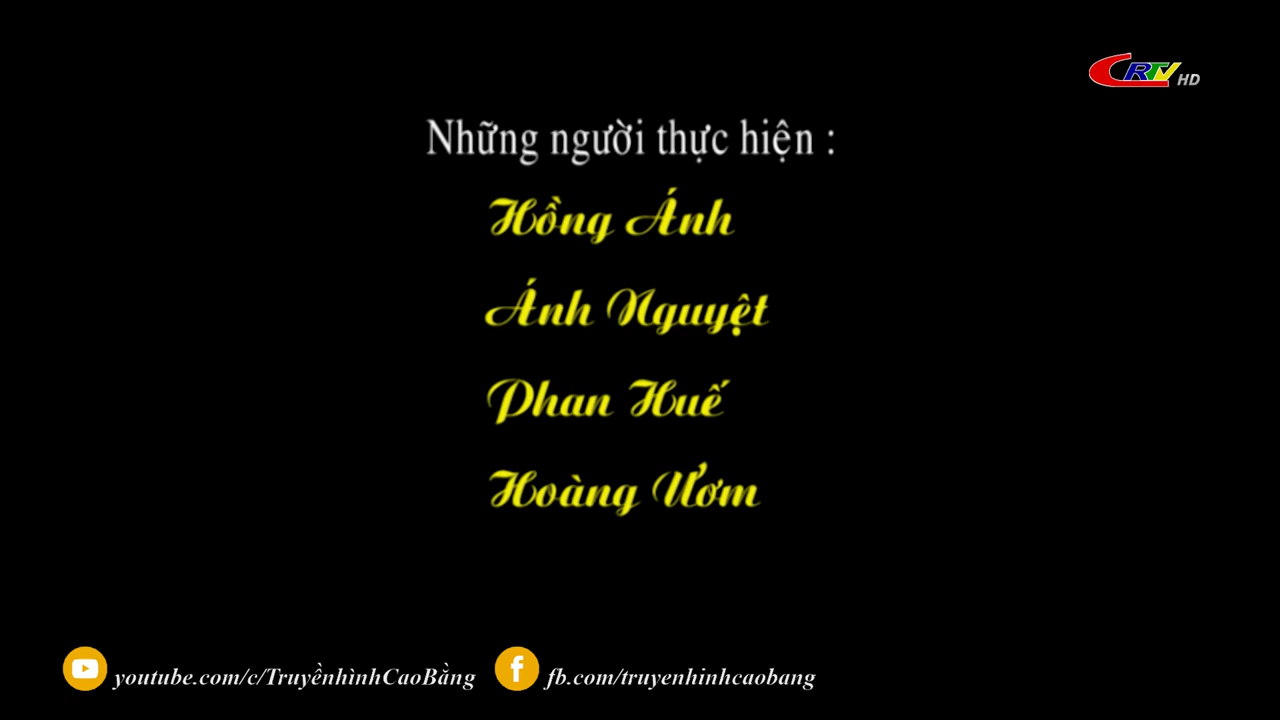 CRTV HD
Những người thực hiện :
Hồng Ánh
Ánh Nguyệt
Phan Huế
Hoàng Ươm
youtube.com/c/TruyềnhìnhCaoBằng fb.com/truyenhinhcaobang